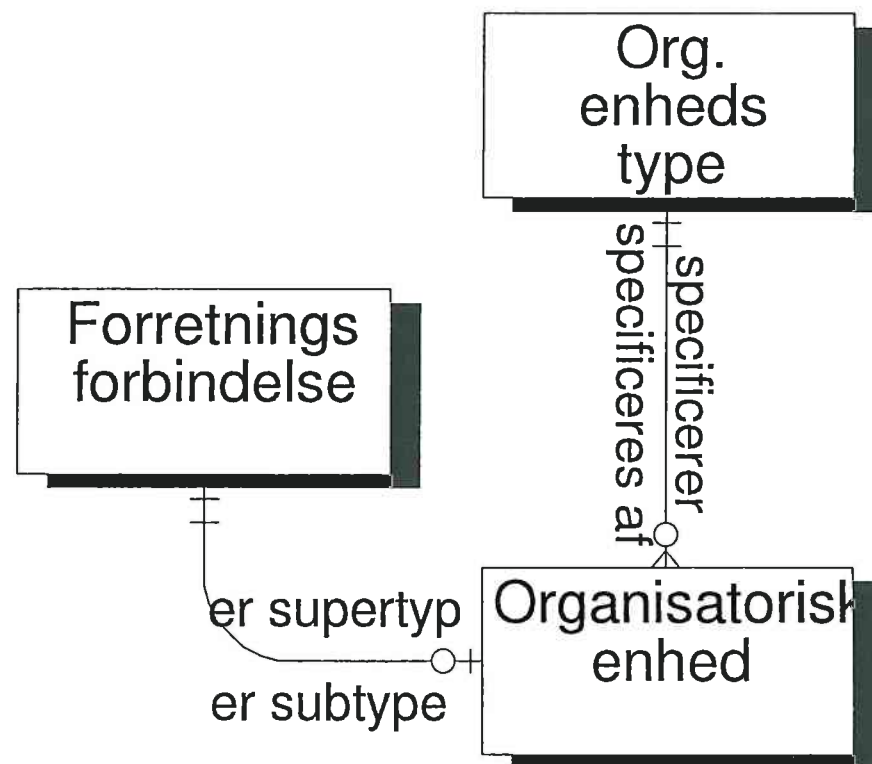 Org.
enheds
type
specificerer
specificeres af
Forretnings
forbindelse
er supertyp
er subtype
Organisatorisk
enhed